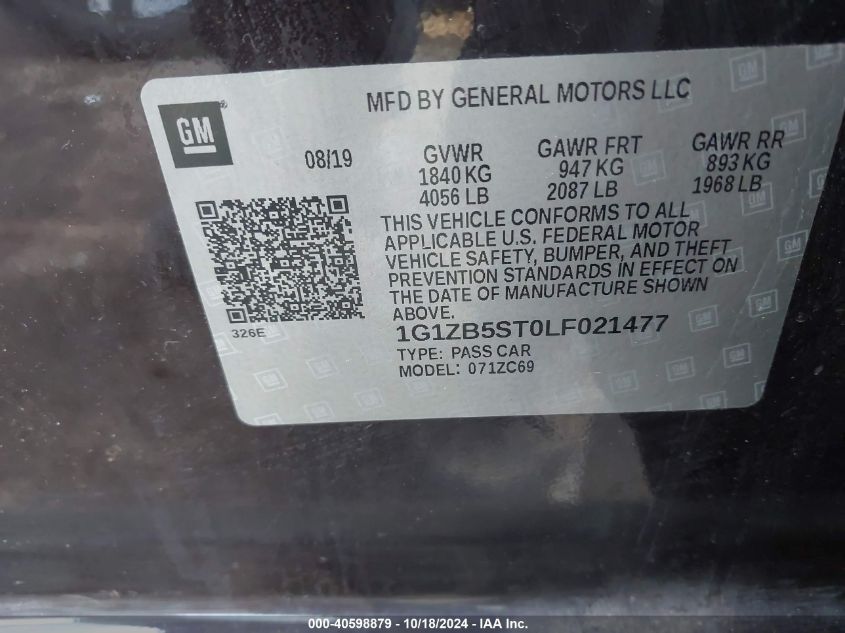 MFD BY GENERAL MOTORS LLC
GM
®
08/19
GVWR
1840 KG
4056 LB
GAWR FRT
947 KG
2087 LB
GAWR RR
893 KG
1968 LB
THIS VEHICLE CONFORMS TO ALL
APPLICABLE U.S. FEDERAL MOTOR
VEHICLE SAFETY, BUMPER, AND THEFT
PREVENTION STANDARDS IN EFFECT ON
THE DATE OF MANUFACTURE SHOWN
ABOVE.
326E
1G1ZB5ST0LF021477
TYPE: PASS CAR
MODEL: 071ZC69
000-40598879 - 10/18/2024 - IAA Inc.